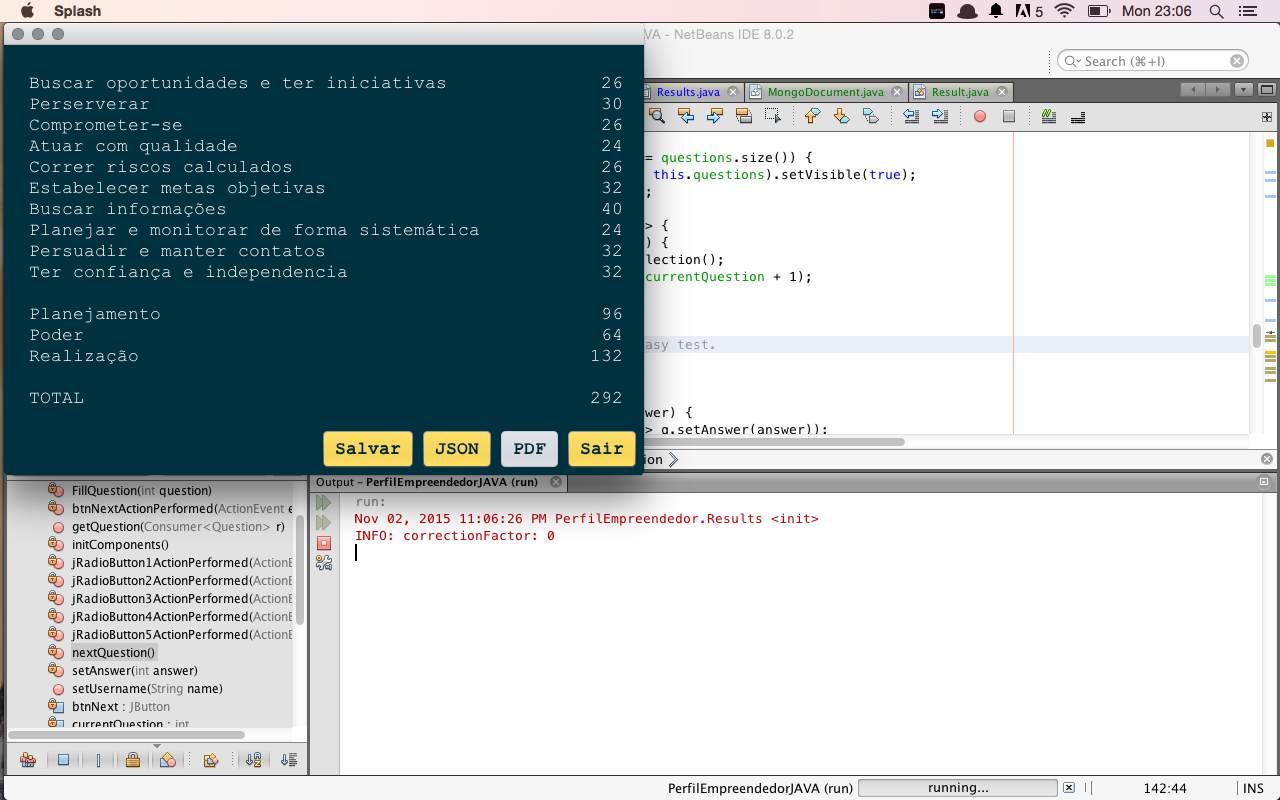 Splash
5
Mon 23:06
VA - NetBeans IDE 8.0.2
Search (⌘+I)
Results.java
MongoDocument.java
Result.java
Buscar oportunidades e ter iniciativas 26
Perserverar 30
Comprometer-se 26
Atuar com qualidade 24
Correr riscos calculados 26
Estabelecer metas objetivas 32
Buscar informações 40
Planejar e monitorar de forma sistemática 24
Persuadir e manter contatos 32
Ter confiança e independencia 32
Planejamento 96
Poder 64
Realização 132
TOTAL 292
Salvar
JSON
PDF
Sair
= questions.size()) {
this.questions).setVisible(true);
;
> {
) {
lection();
currentQuestion + 1);
asy test.
wer) {
> q.setAnswer(answer));
ion
FillQuestion(int question)
btnNextActionPerformed(ActionEvent e
getQuestion(Consumer<Question> r)
initComponents()
jRadioButton1ActionPerformed(ActionE
jRadioButton2ActionPerformed(ActionE
jRadioButton3ActionPerformed(ActionE
jRadioButton4ActionPerformed(ActionE
jRadioButton5ActionPerformed(ActionE
nextQuestion()
setAnswer(int answer)
setUsername(String name)
btnNext : JButton
currentQuestion : int
Output – PerfilEmpreendedorJAVA (run)
run:
Nov 02, 2015 11:06:26 PM PerfilEmpreendedor.Results <init>
INFO: correctionFactor: 0
PerfilEmpreendedorJAVA (run)
running...
142:44
INS